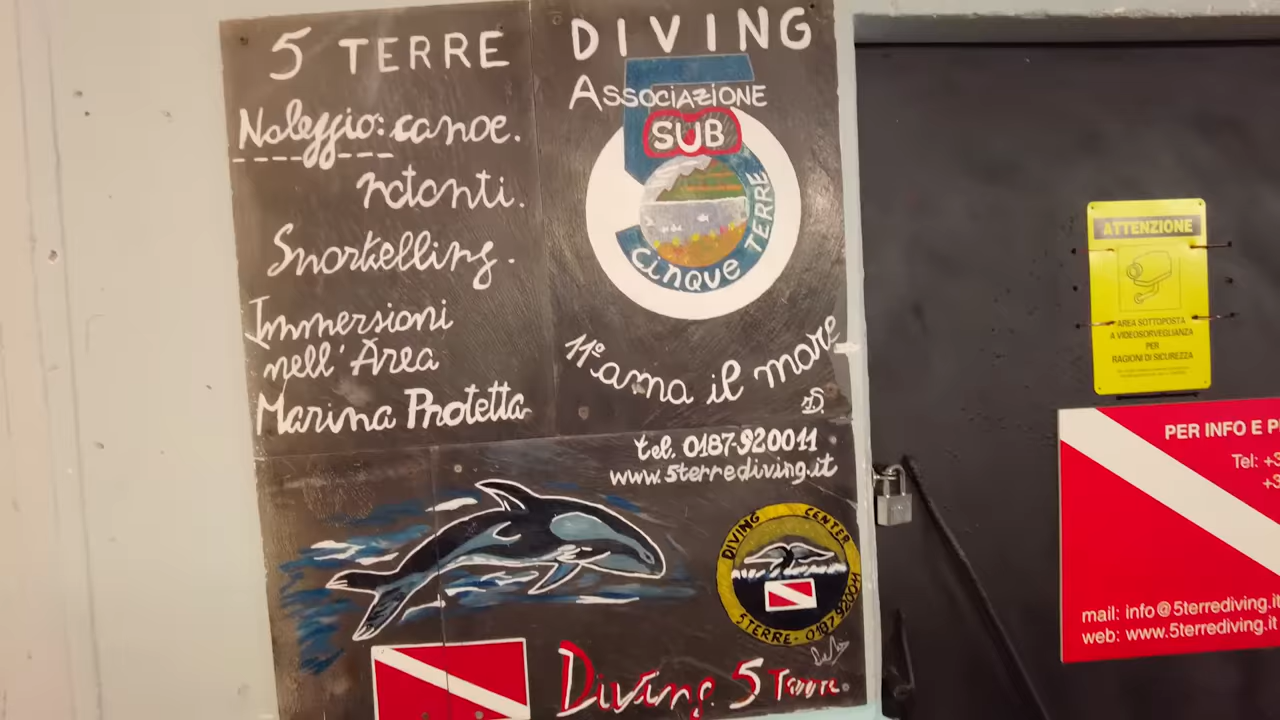 5 TERRE
Noleggio: canoe.
natanti.
Snorkelling.
Immersioni
nell'Area
Marina Protetta
DIVING
ASSOCIAZIONE
SUB
5
CINQUE TERRE
11° ama il mare
tel. 0187-920011
www.5terrediving.it
DIVING CENTER
5TERRE - 0187 920011
Diving 5 Terre.
ATTENZIONE
AREA SOTTOPOSTA
A VIDEOSORVEGLIANZA
PER
RAGIONI DI SICUREZZA
PER INFO E P
Tel: +3
+3
mail: info@5terrediving.it
web: www.5terrediving.it